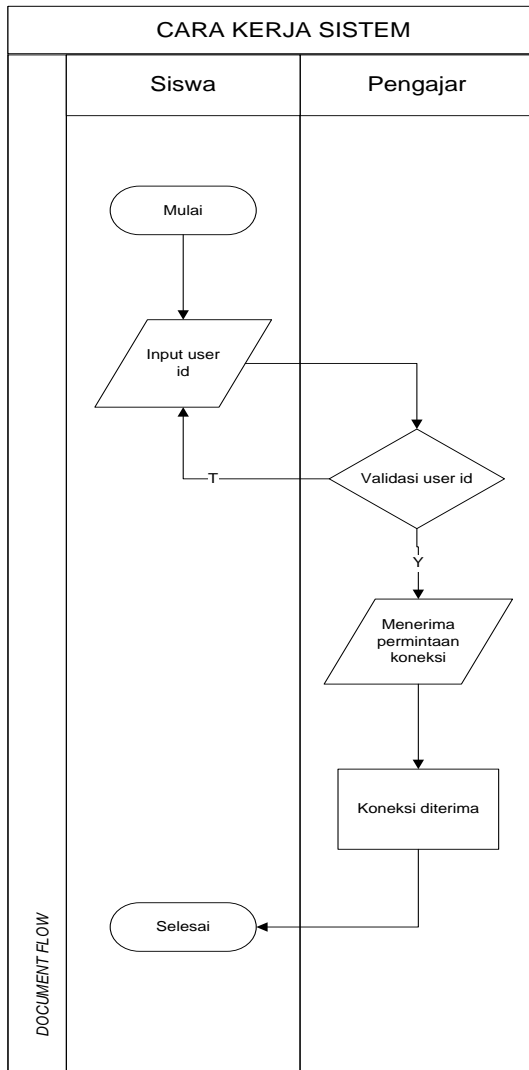 CARA KERJA SISTEM
Siswa
Pengajar
Mulai
Input user
id
Validasi user id
T
Y
Menerima
permintaan
koneksi
Koneksi diterima
Selesai
DOCUMENT FLOW